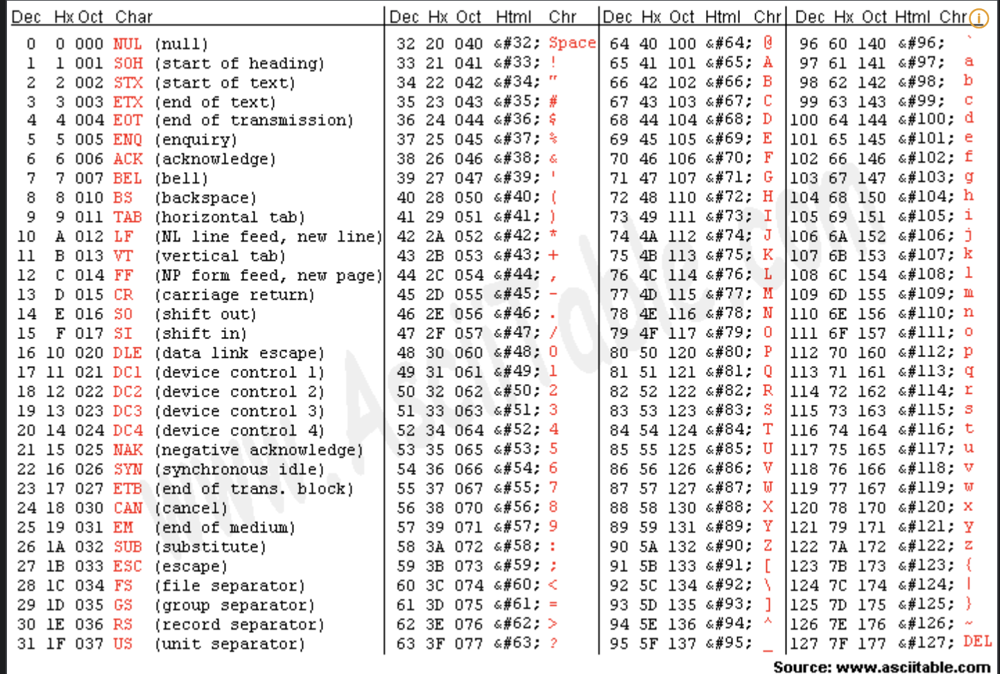 Dec Hx Oct Char Dec Hx Oct Html Chr Dec Hx Oct Html Chr Dec Hx Oct Html Chr
0 0 000 NUL (null) 32 20 040 &#32; Space 64 40 100 &#64; @ 96 60 140 &#96; `
1 1 001 SOH (start of heading) 33 21 041 &#33; ! 65 41 101 &#65; A 97 61 141 &#97; a
2 2 002 STX (start of text) 34 22 042 &#34; " 66 42 102 &#66; B 98 62 142 &#98; b
3 3 003 ETX (end of text) 35 23 043 &#35; # 67 43 103 &#67; C 99 63 143 &#99; c
4 4 004 EOT (end of transmission) 36 24 044 &#36; $ 68 44 104 &#68; D 100 64 144 &#100; d
5 5 005 ENQ (enquiry) 37 25 045 &#37; % 69 45 105 &#69; E 101 65 145 &#101; e
6 6 006 ACK (acknowledge) 38 26 046 &#38; & 70 46 106 &#70; F 102 66 146 &#102; f
7 7 007 BEL (bell) 39 27 047 &#39; ' 71 47 107 &#71; G 103 67 147 &#103; g
8 8 010 BS (backspace) 40 28 050 &#40; ( 72 48 110 &#72; H 104 68 150 &#104; h
9 9 011 TAB (horizontal tab) 41 29 051 &#41; ) 73 49 111 &#73; I 105 69 151 &#105; i
10 A 012 LF (NL line feed, new line) 42 2A 052 &#42; * 74 4A 112 &#74; J 106 6A 152 &#106; j
11 B 013 VT (vertical tab) 43 2B 053 &#43; + 75 4B 113 &#75; K 107 6B 153 &#107; k
12 C 014 FF (NP form feed, new page) 44 2C 054 &#44; , 76 4C 114 &#76; L 108 6C 154 &#108; l
13 D 015 CR (carriage return) 45 2D 055 &#45; - 77 4D 115 &#77; M 109 6D 155 &#109; m
14 E 016 SO (shift out) 46 2E 056 &#46; . 78 4E 116 &#78; N 110 6E 156 &#110; n
15 F 017 SI (shift in) 47 2F 057 &#47; / 79 4F 117 &#79; O 111 6F 157 &#111; o
16 10 020 DLE (data link escape) 48 30 060 &#48; 0 80 50 120 &#80; P 112 70 160 &#112; p
17 11 021 DC1 (device control 1) 49 31 061 &#49; 1 81 51 121 &#81; Q 113 71 161 &#113; q
18 12 022 DC2 (device control 2) 50 32 062 &#50; 2 82 52 122 &#82; R 114 72 162 &#114; r
19 13 023 DC3 (device control 3) 51 33 063 &#51; 3 83 53 123 &#83; S 115 73 163 &#115; s
20 14 024 DC4 (device control 4) 52 34 064 &#52; 4 84 54 124 &#84; T 116 74 164 &#116; t
21 15 025 NAK (negative acknowledge) 53 35 065 &#53; 5 85 55 125 &#85; U 117 75 165 &#117; u
22 16 026 SYN (synchronous idle) 54 36 066 &#54; 6 86 56 126 &#86; V 118 76 166 &#118; v
23 17 027 ETB (end of trans. block) 55 37 067 &#55; 7 87 57 127 &#87; W 119 77 167 &#119; w
24 18 030 CAN (cancel) 56 38 070 &#56; 8 88 58 130 &#88; X 120 78 170 &#120; x
25 19 031 EM (end of medium) 57 39 071 &#57; 9 89 59 131 &#89; Y 121 79 171 &#121; y
26 1A 032 SUB (substitute) 58 3A 072 &#58; : 90 5A 132 &#90; Z 122 7A 172 &#122; z
27 1B 033 ESC (escape) 59 3B 073 &#59; ; 91 5B 133 &#91; [ 123 7B 173 &#123; {
28 1C 034 FS (file separator) 60 3C 074 &#60; < 92 5C 134 &#92; \ 124 7C 174 &#124; |
29 1D 035 GS (group separator) 61 3D 075 &#61; = 93 5D 135 &#93; ] 125 7D 175 &#125; }
30 1E 036 RS (record separator) 62 3E 076 &#62; > 94 5E 136 &#94; ^ 126 7E 176 &#126; ~
31 1F 037 US (unit separator) 63 3F 077 &#63; ? 95 5F 137 &#95; _ 127 7F 177 &#127; DEL
www.AsciiTable.com
Source: www.asciitable.com